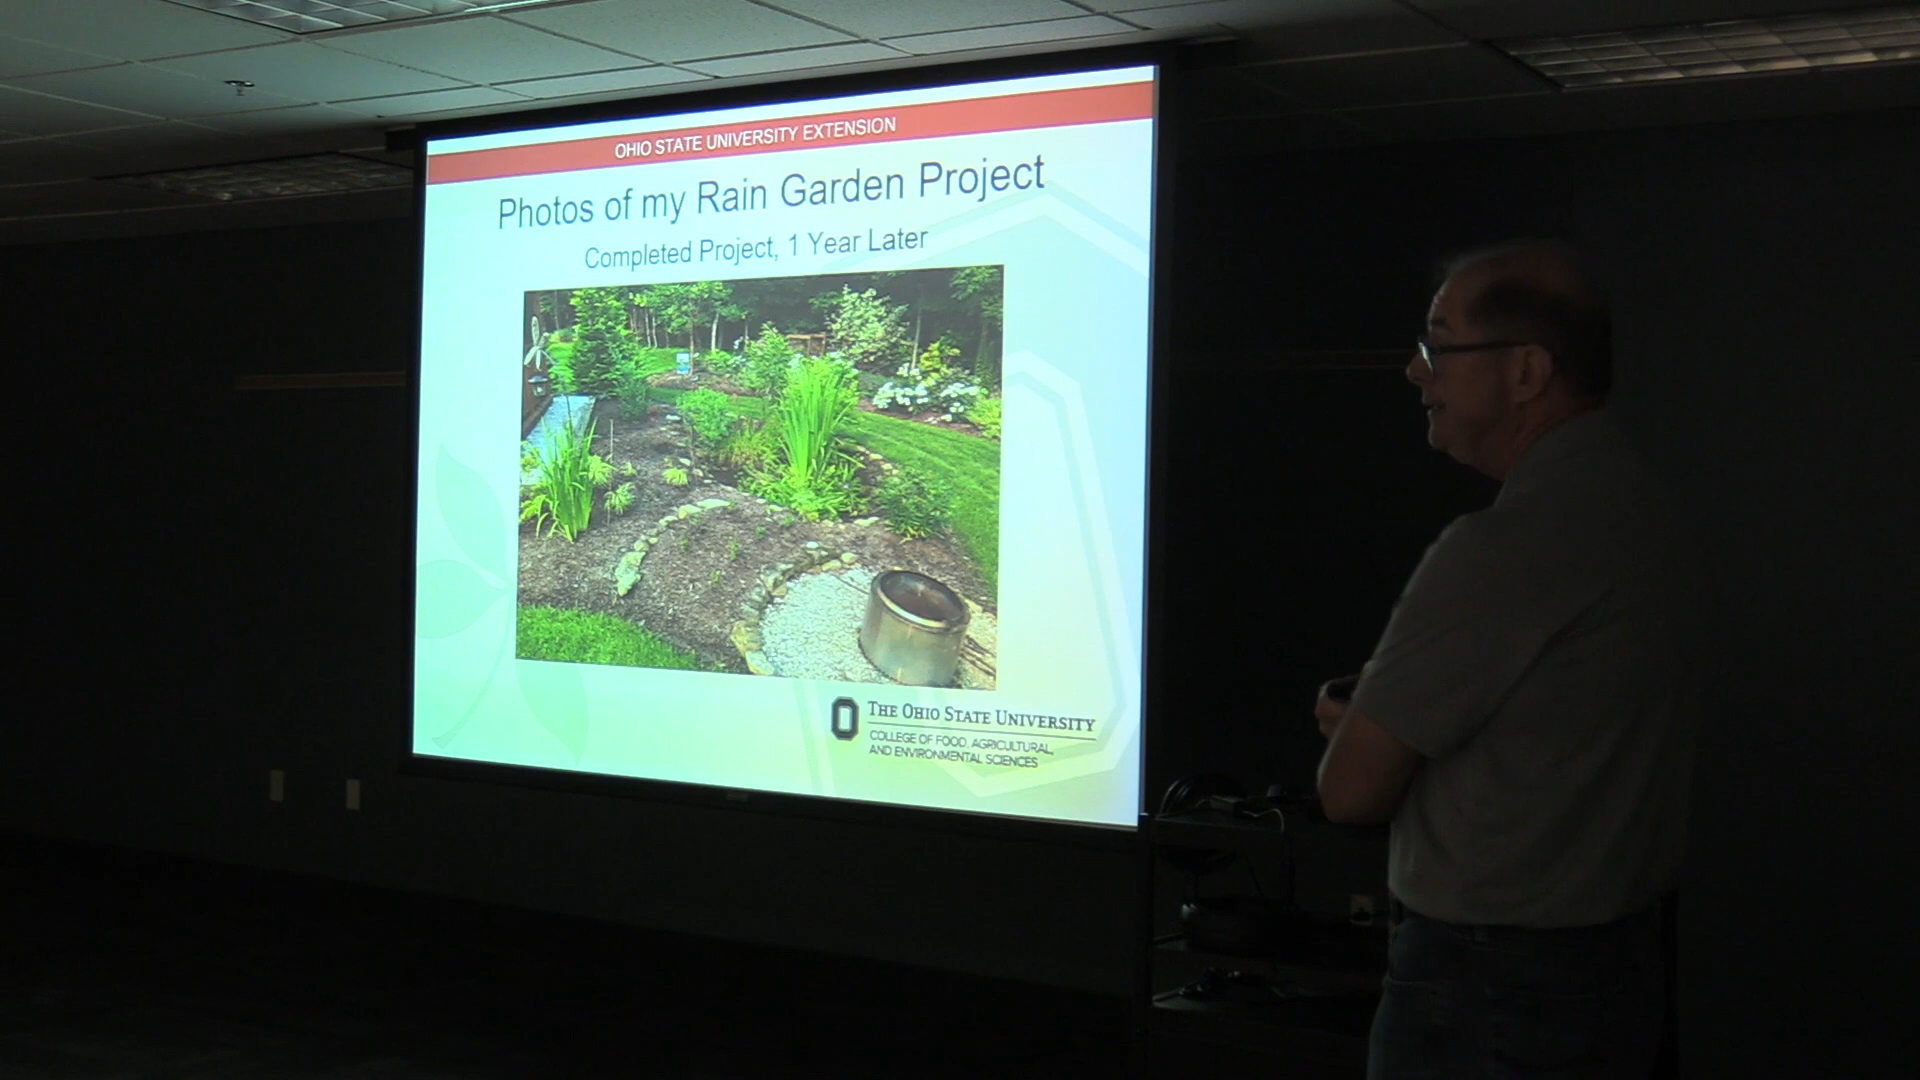 OHIO STATE UNIVERSITY EXTENSION
Photos of my Rain Garden Project
Completed Project, 1 Year Later
THE OHIO STATE UNIVERSITY
COLLEGE OF FOOD, AGRICULTURAL,
AND ENVIRONMENTAL SCIENCES